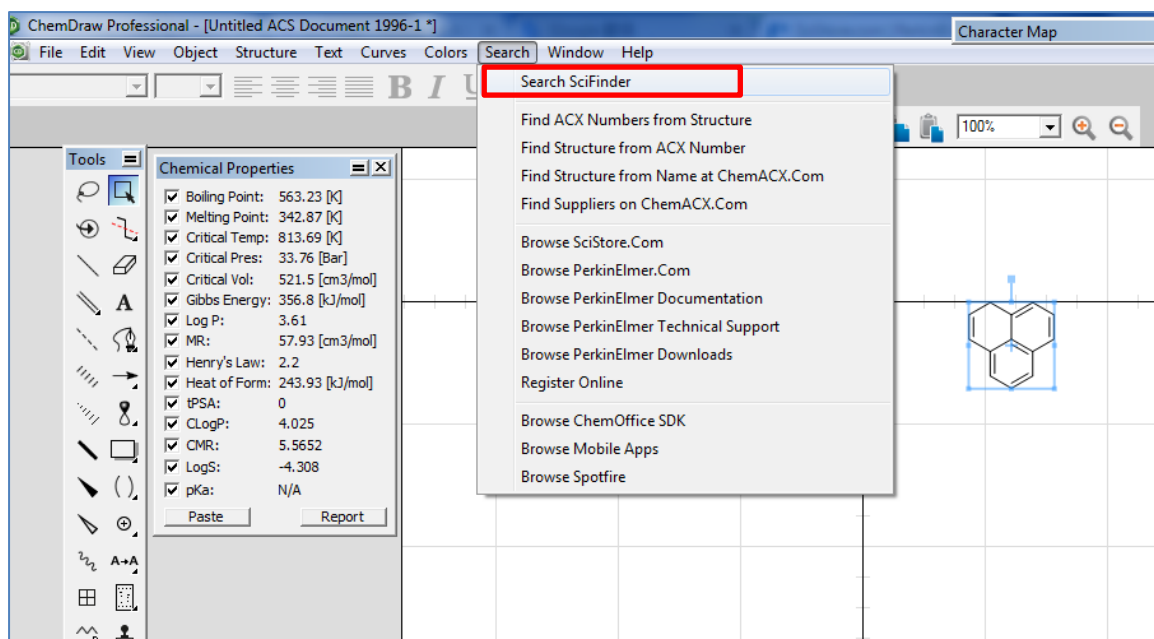 ChemDraw Professional - [Untitled ACS Document 1996-1 *]
Character Map
File Edit View Object Structure Text Curves Colors Search Window Help
B I U
100%
Search SciFinder
Find ACX Numbers from Structure
Find Structure from ACX Number
Find Structure from Name at ChemACX.Com
Find Suppliers on ChemACX.Com
Browse SciStore.Com
Browse PerkinElmer.Com
Browse PerkinElmer Documentation
Browse PerkinElmer Technical Support
Browse PerkinElmer Downloads
Register Online
Browse ChemOffice SDK
Browse Mobile Apps
Browse Spotfire
Tools
A
A→A
Chemical Properties
Boiling Point: 563.23 [K]
Melting Point: 342.87 [K]
Critical Temp: 813.69 [K]
Critical Pres: 33.76 [Bar]
Critical Vol: 521.5 [cm3/mol]
Gibbs Energy: 356.8 [kJ/mol]
Log P: 3.61
MR: 57.93 [cm3/mol]
Henry's Law: 2.2
Heat of Form: 243.93 [kJ/mol]
tPSA: 0
CLogP: 4.025
CMR: 5.5652
LogS: -4.308
pKa: N/A
Paste Report